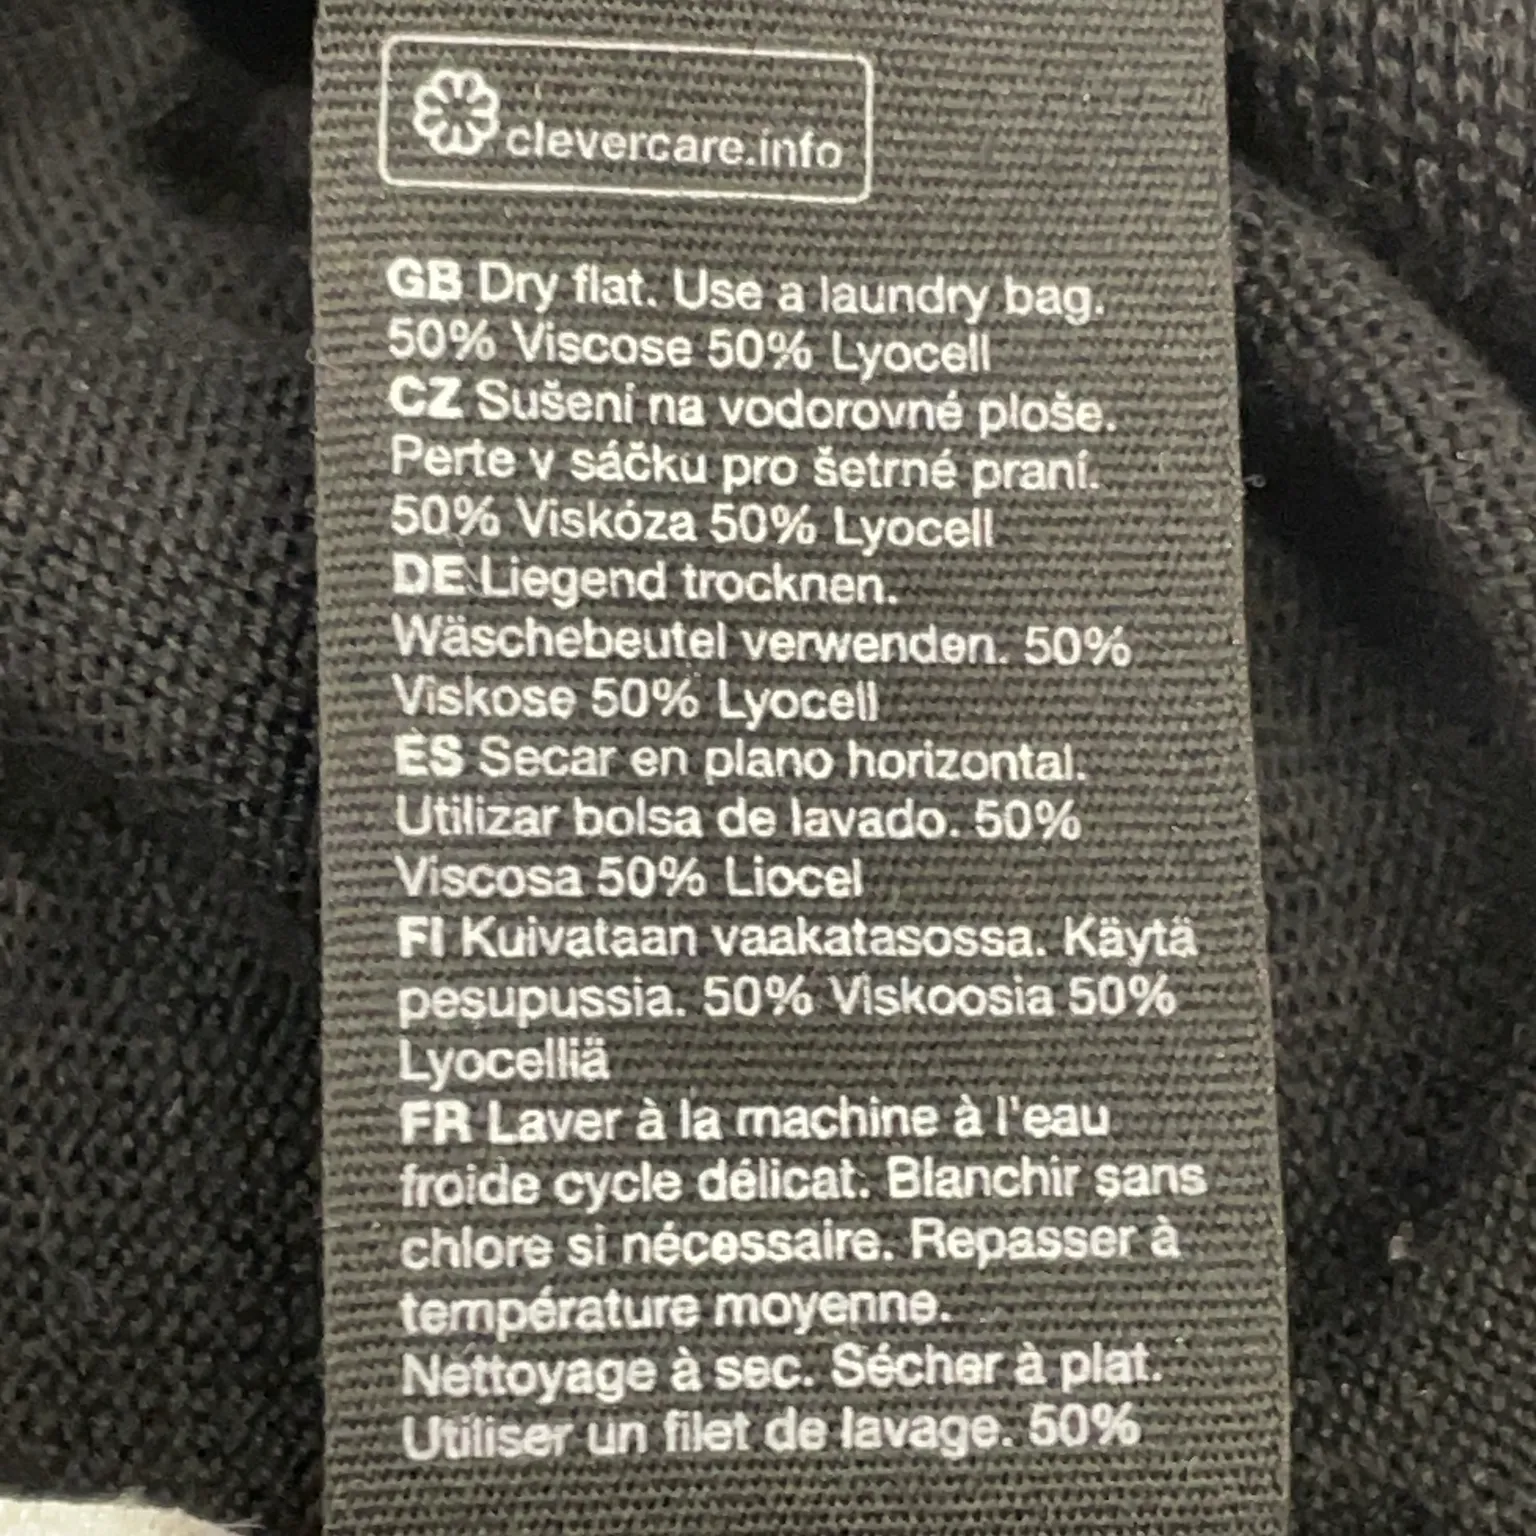 clevercare.info
GB Dry flat. Use a laundry bag.
50% Viscose 50% Lyocell
CZ Sušení na vodorovné ploše.
Perte v sáčku pro šetrné praní.
50% Viskóza 50% Lyocell
DE Liegend trocknen.
Wäschebeutel verwenden. 50%
Viskose 50% Lyocell
ES Secar en plano horizontal.
Utilizar bolsa de lavado. 50%
Viscosa 50% Liocel
FI Kuivataan vaakatasossa. Käytä
pesupussia. 50% Viskoosia 50%
Lyocelliä
FR Laver à la machine à l'eau
froide cycle délicat. Blanchir sans
chlore si nécessaire. Repasser à
température moyenne.
Nettoyage à sec. Sécher à plat.
Utiliser un filet de lavage. 50%